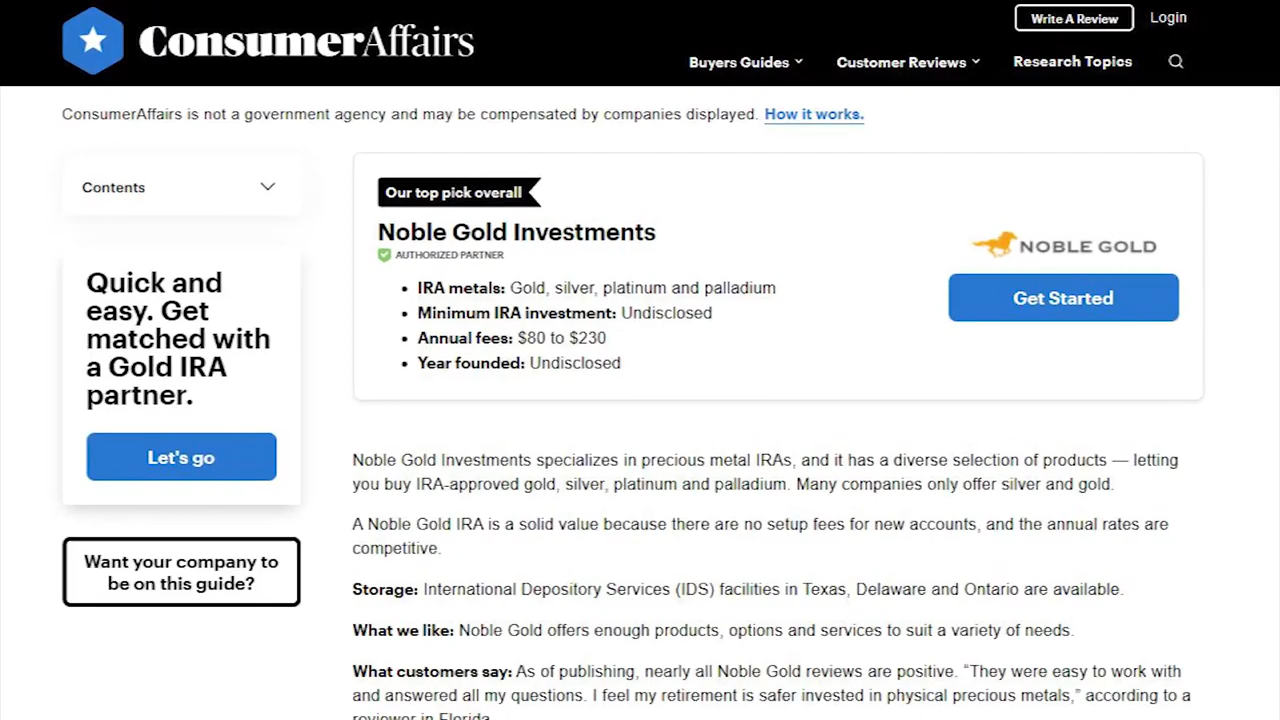 ConsumerAffairs
Write A Review
Login
Buyers Guides
Customer Reviews
Research Topics
ConsumerAffairs is not a government agency and may be compensated by companies displayed. How it works.
Contents
Quick and
easy. Get
matched with
a Gold IRA
partner.
Let's go
Want your company to
be on this guide?
Our top pick overall
Noble Gold Investments
AUTHORIZED PARTNER
• IRA metals: Gold, silver, platinum and palladium
• Minimum IRA investment: Undisclosed
• Annual fees: $80 to $230
• Year founded: Undisclosed
NOBLE GOLD
Get Started
Noble Gold Investments specializes in precious metal IRAs, and it has a diverse selection of products — letting
you buy IRA-approved gold, silver, platinum and palladium. Many companies only offer silver and gold.
A Noble Gold IRA is a solid value because there are no setup fees for new accounts, and the annual rates are
competitive.
Storage: International Depository Services (IDS) facilities in Texas, Delaware and Ontario are available.
What we like: Noble Gold offers enough products, options and services to suit a variety of needs.
What customers say: As of publishing, nearly all Noble Gold reviews are positive. “They were easy to work with
and answered all my questions. I feel my retirement is safer invested in physical precious metals,” according to a
reviewer in Florida.